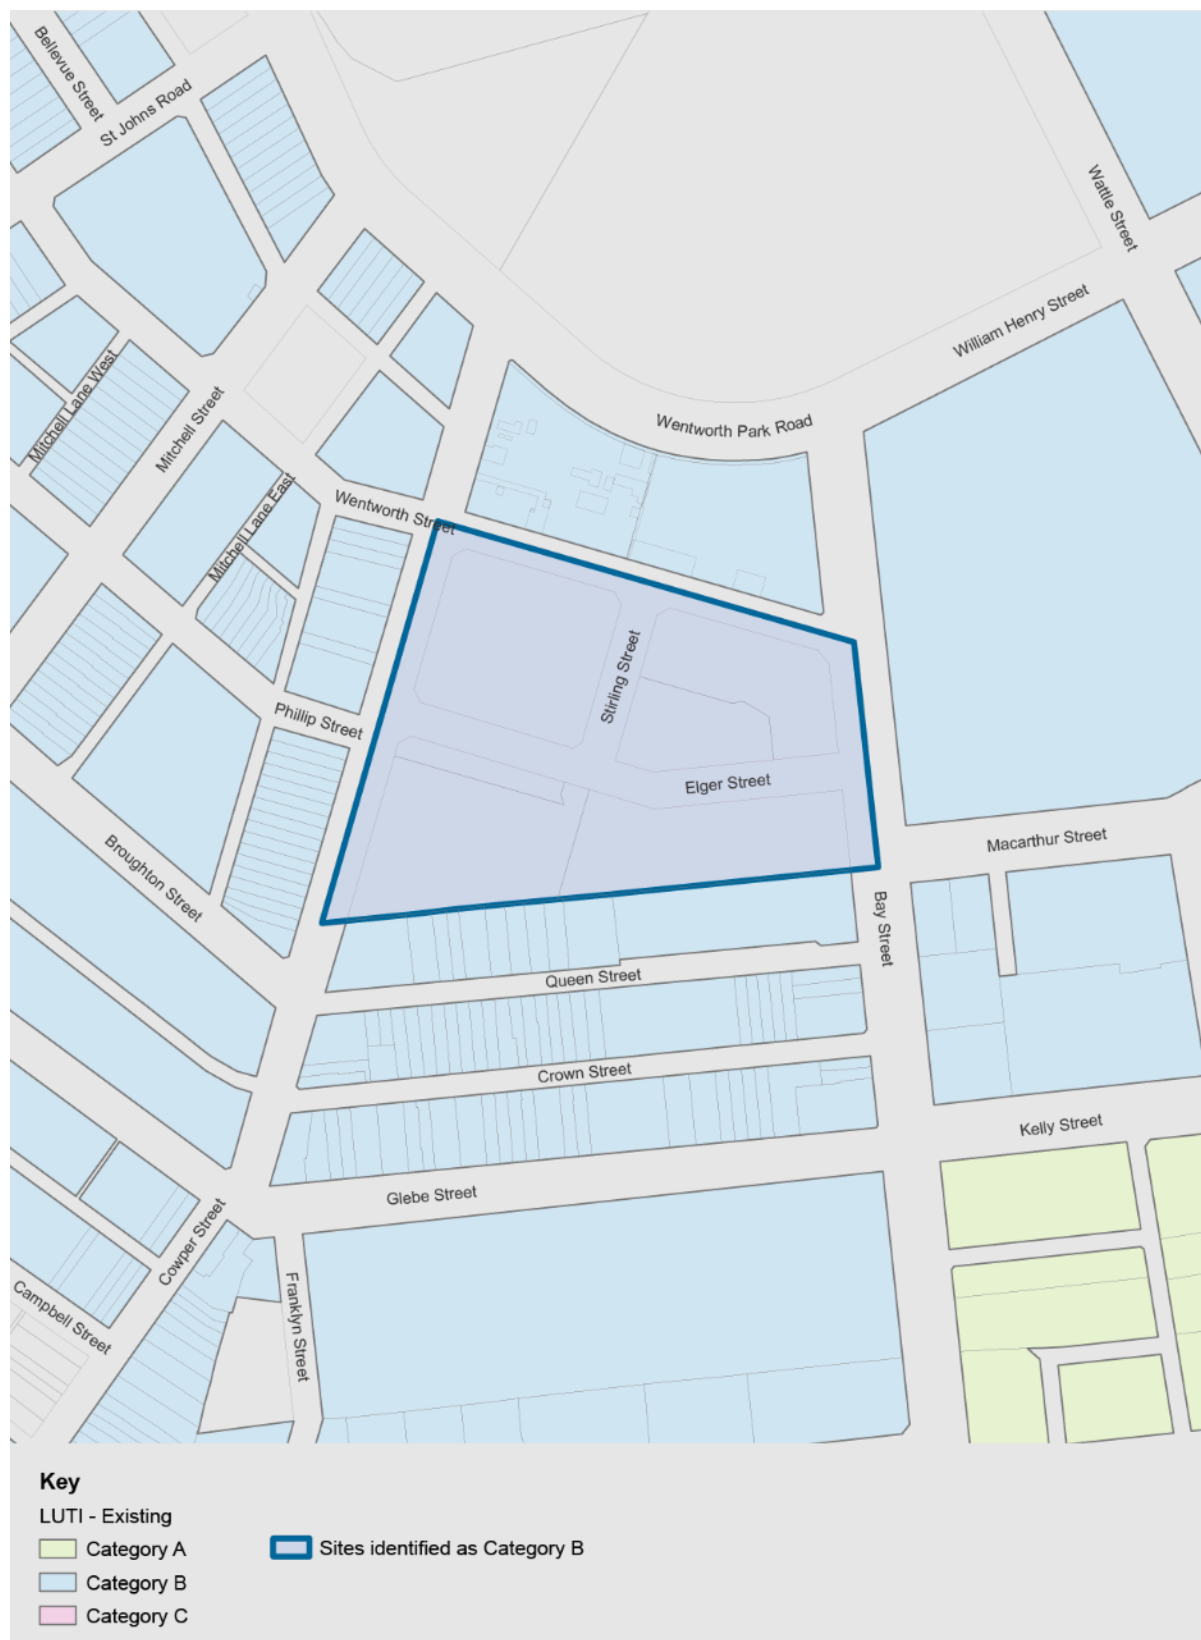 Bellevue Street
St Johns Road
Wattle Street
William Henry Street
Mitchell Lane West
Mitchell Street
Wentworth Park Road
Mitchell Lane East
Wentworth Street
Stirling Street
Phillip Street
Elger Street
Macarthur Street
Broughton Street
Bay Street
Queen Street
Crown Street
Kelly Street
Glebe Street
Cowper Street
Campbell Street
Franklyn Street
Key
LUTI - Existing
Category A
Sites identified as Category B
Category B
Category C